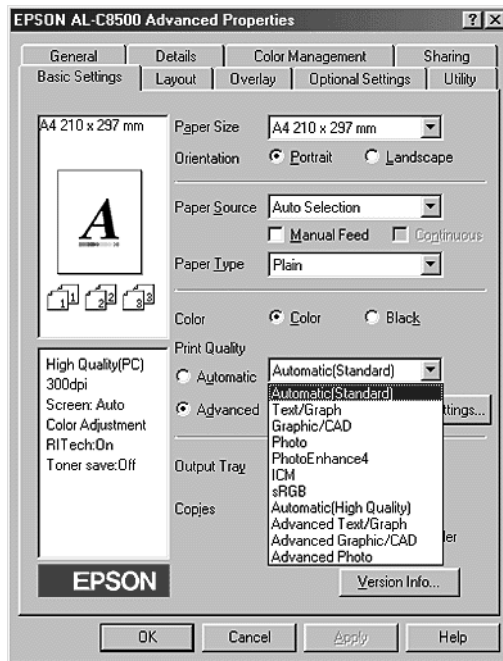 EPSON AL-C8500 Advanced Properties
General Details Color Management Sharing
Basic Settings Layout Overlay Optional Settings Utility
A4 210 x 297 mm
A
1 1 2 2 3 3
Paper Size A4 210 x 297 mm
Orientation Portrait Landscape
Paper Source Auto Selection
Manual Feed Continuous
Paper Type Plain
Color Color Black
Print Quality
Automatic Automatic(Standard)
Advanced
ttings...
Automatic(Standard)
Text/Graph
Graphic/CAD
Photo
PhotoEnhance4
ICM
sRGB
Automatic(High Quality)
Advanced Text/Graph
Advanced Graphic/CAD
Advanced Photo
High Quality(PC)
300dpi
Screen: Auto
Color Adjustment
RITech:On
Toner save:Off
Output Tray
Copies
ler
EPSON
Version Info...
OK Cancel Apply Help